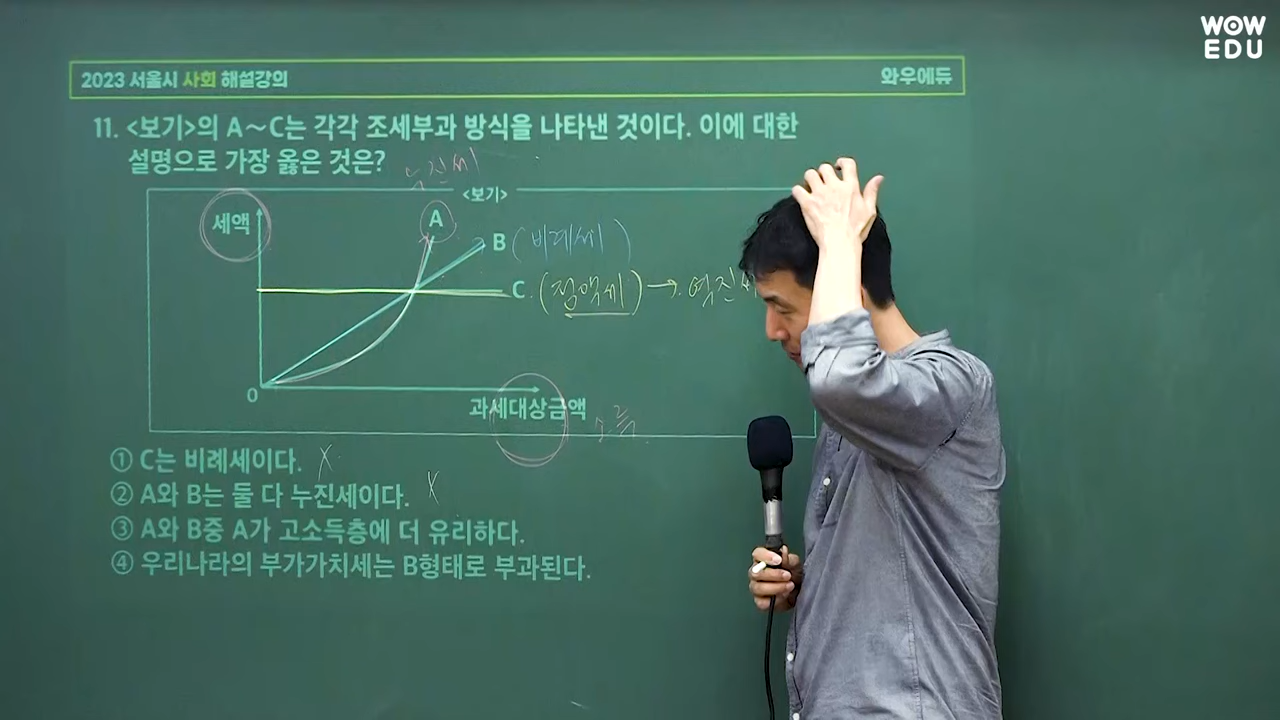 WOW
EDU
2023 서울시 사회 해설강의
와우에듀
11. <보기>의 A~C는 각각 조세부과 방식을 나타낸 것이다. 이에 대한
설명으로 가장 옳은 것은?
누진세
<보기>
세액
A
B (비례세)
C (정액세) → 역진세
0
과세대상금액
소득
① C는 비례세이다. X
② A와 B는 둘 다 누진세이다. X
③ A와 B중 A가 고소득층에 더 유리하다.
④ 우리나라의 부가가치세는 B형태로 부과된다.